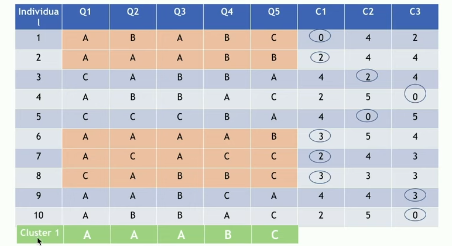 Individual Q1 Q2 Q3 Q4 Q5 C1 C2 C3
1 A B A B C 0 4 2
2 A A A B B 2 4 4
3 C A B B A 4 2 4
4 A B B A C 2 5 0
5 C C C B A 4 0 5
6 A A A A B 3 5 4
7 A C A C C 2 4 3
8 C A B C C 3 3 3
9 A A B C A 4 4 3
10 A B B A C 2 5 0
Cluster 1 A A A B C